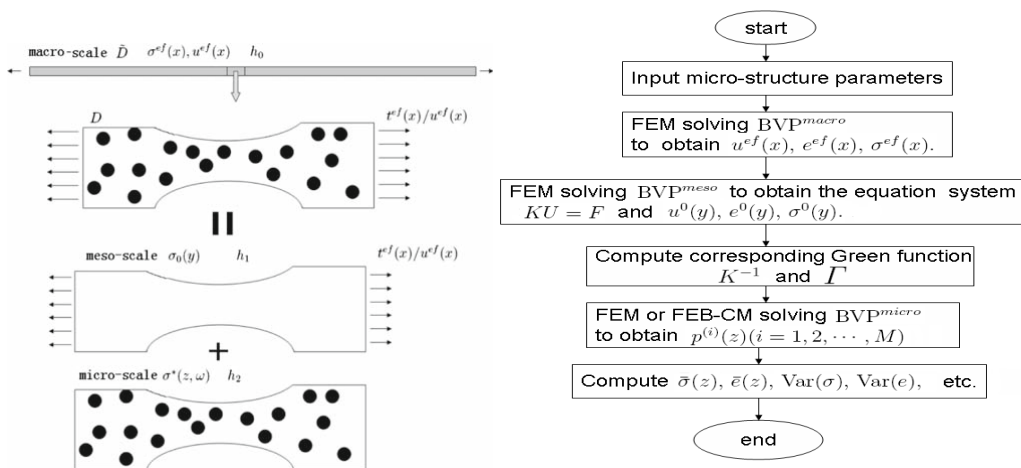 macro-scale D̃ σ^{ef}(x), u^{ef}(x) h₀
D t^{ef}(x)/u^{ef}(x)
meso-scale σ₀(y) h₁ t^{ef}(x)/u^{ef}(x)
+
micro-scale σ*(z,ω) h₂
start
Input micro-structure parameters
FEM solving BVP^{macro}
to obtain u^{ef}(x), e^{ef}(x), σ^{ef}(x).
FEM solving BVP^{meso} to obtain the equation system
KU = F and u⁰(y), e⁰(y), σ⁰(y).
Compute corresponding Green function
K⁻¹ and Γ
FEM or FEB-CM solving BVP^{micro}
to obtain p^{(i)}(z)(i = 1, 2, ⋯, M)
Compute σ̄(z), ē(z), Var(σ), Var(e), etc.
end